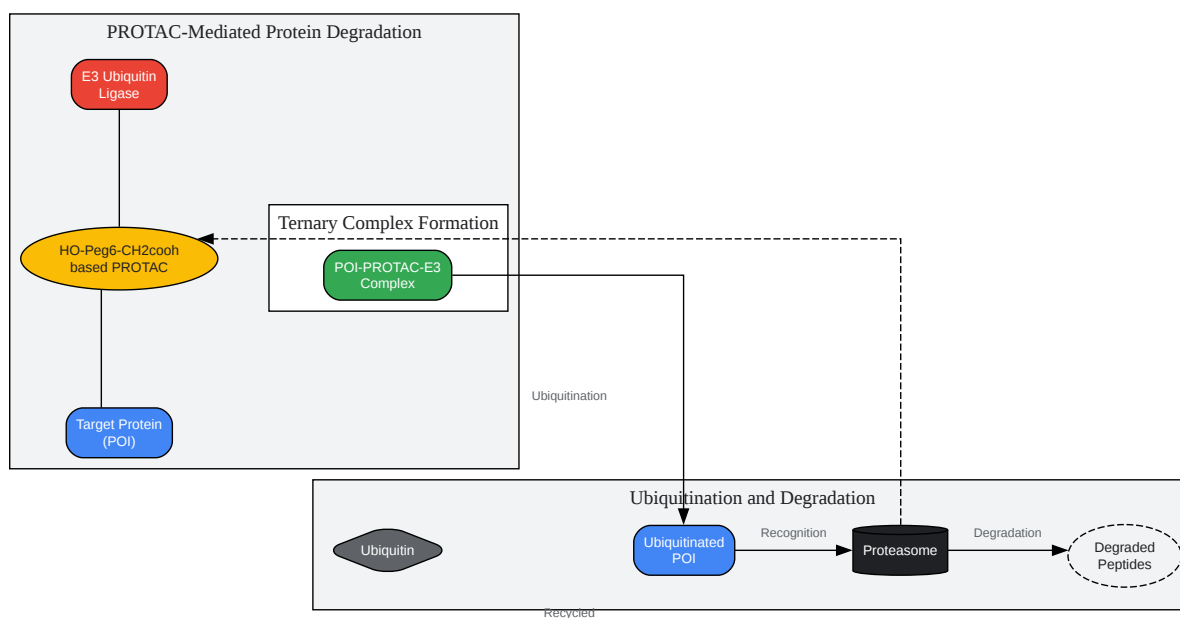 PROTAC-Mediated Protein Degradation
E3 Ubiquitin
Ligase
Ternary Complex Formation
HO-Peg6-CH2cooh
based PROTAC
POI-PROTAC-E3
Complex
Ubiquitination
Target Protein
(POI)
Ubiquitination and Degradation
Ubiquitin
Ubiquitinated
POI
Recognition
Proteasome
Degradation
Degraded
Peptides
Recycled